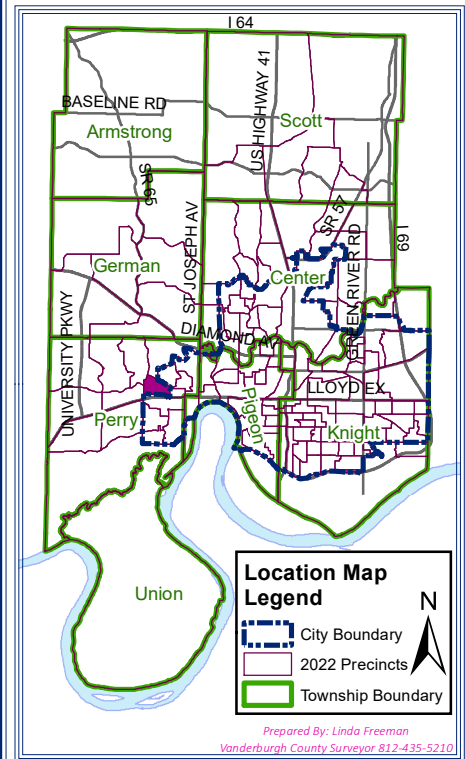 I 64
US HIGHWAY 41
BASELINE RD
Scott
Armstrong
SR 65
ST JOSEPH AV
SR 57
I 69
GREEN RIVER RD
German
Center
UNIVERSITY PKWY
DIAMOND AV
LLOYD EX
Perry
Pigeon
Knight
Union
Location Map
Legend
N
City Boundary
2022 Precincts
Township Boundary
Prepared By: Linda Freeman
Vanderburgh County Surveyor 812-435-5210